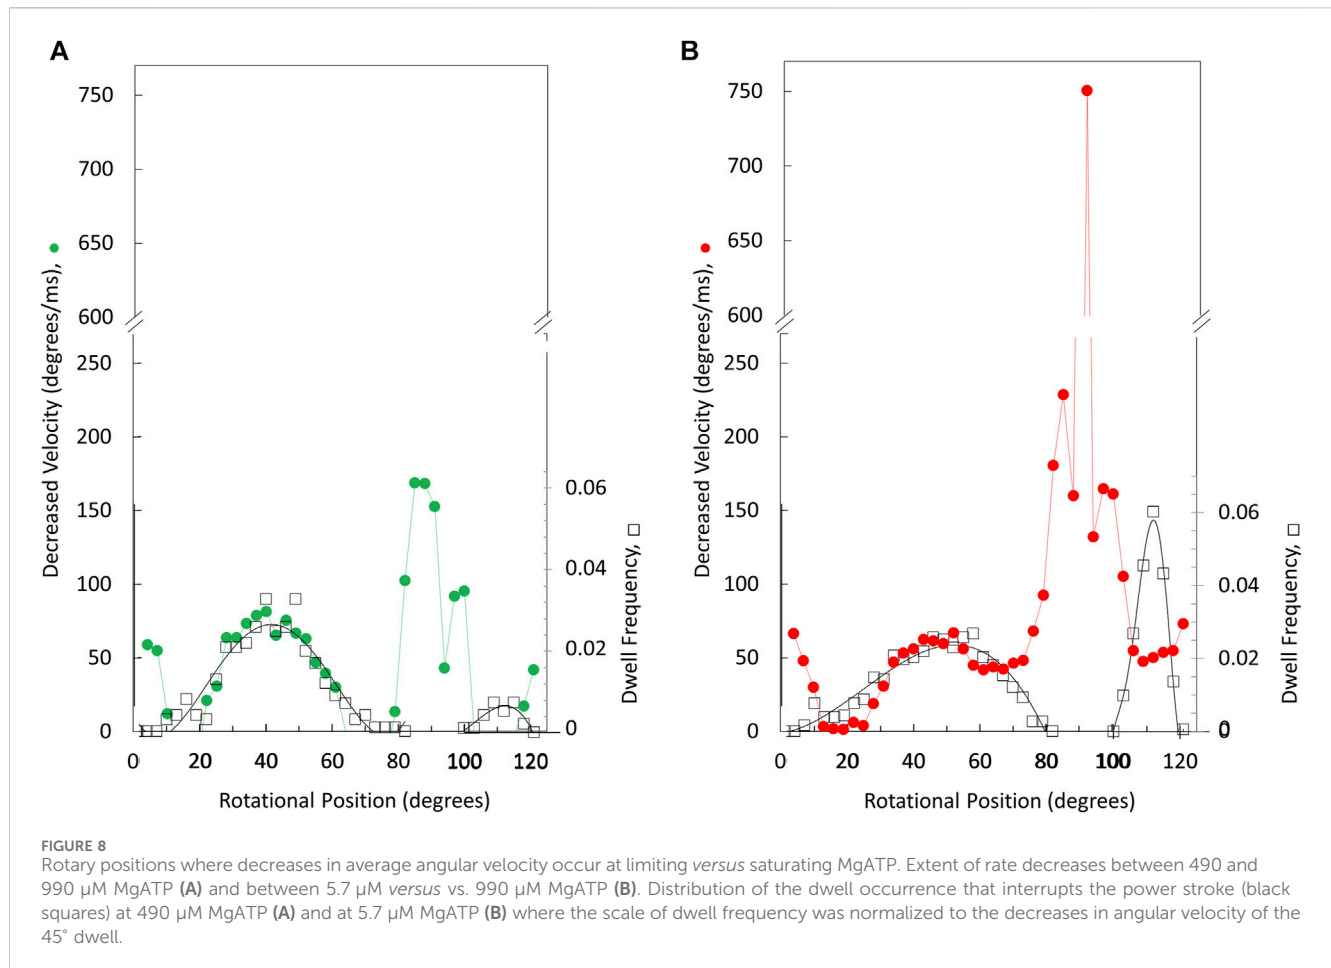 A
B
750
700
650
600
250
200
150
100
50
0
Decreased Velocity (degrees/ms),
0.06
0.04
0.02
0
Dwell Frequency,
0 20 40 60 80 100 120
Rotational Position (degrees)
750
700
650
600
250
200
150
100
50
0
Decreased Velocity (degrees/ms),
0.06
0.04
0.02
0
Dwell Frequency,
0 20 40 60 80 100 120
Rotational Position (degrees)
FIGURE 8
Rotary positions where decreases in average angular velocity occur at limiting versus saturating MgATP. Extent of rate decreases between 490 and
990 µM MgATP (A) and between 5.7 µM versus vs. 990 µM MgATP (B). Distribution of the dwell occurrence that interrupts the power stroke (black
squares) at 490 µM MgATP (A) and at 5.7 µM MgATP (B) where the scale of dwell frequency was normalized to the decreases in angular velocity of the
45° dwell.